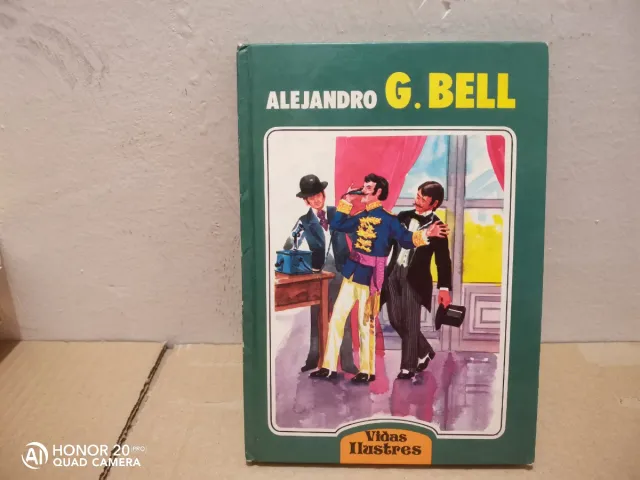 ALEJANDRO G. BELL
Vidas
Ilustres
HONOR 20 PRO
QUAD CAMERA